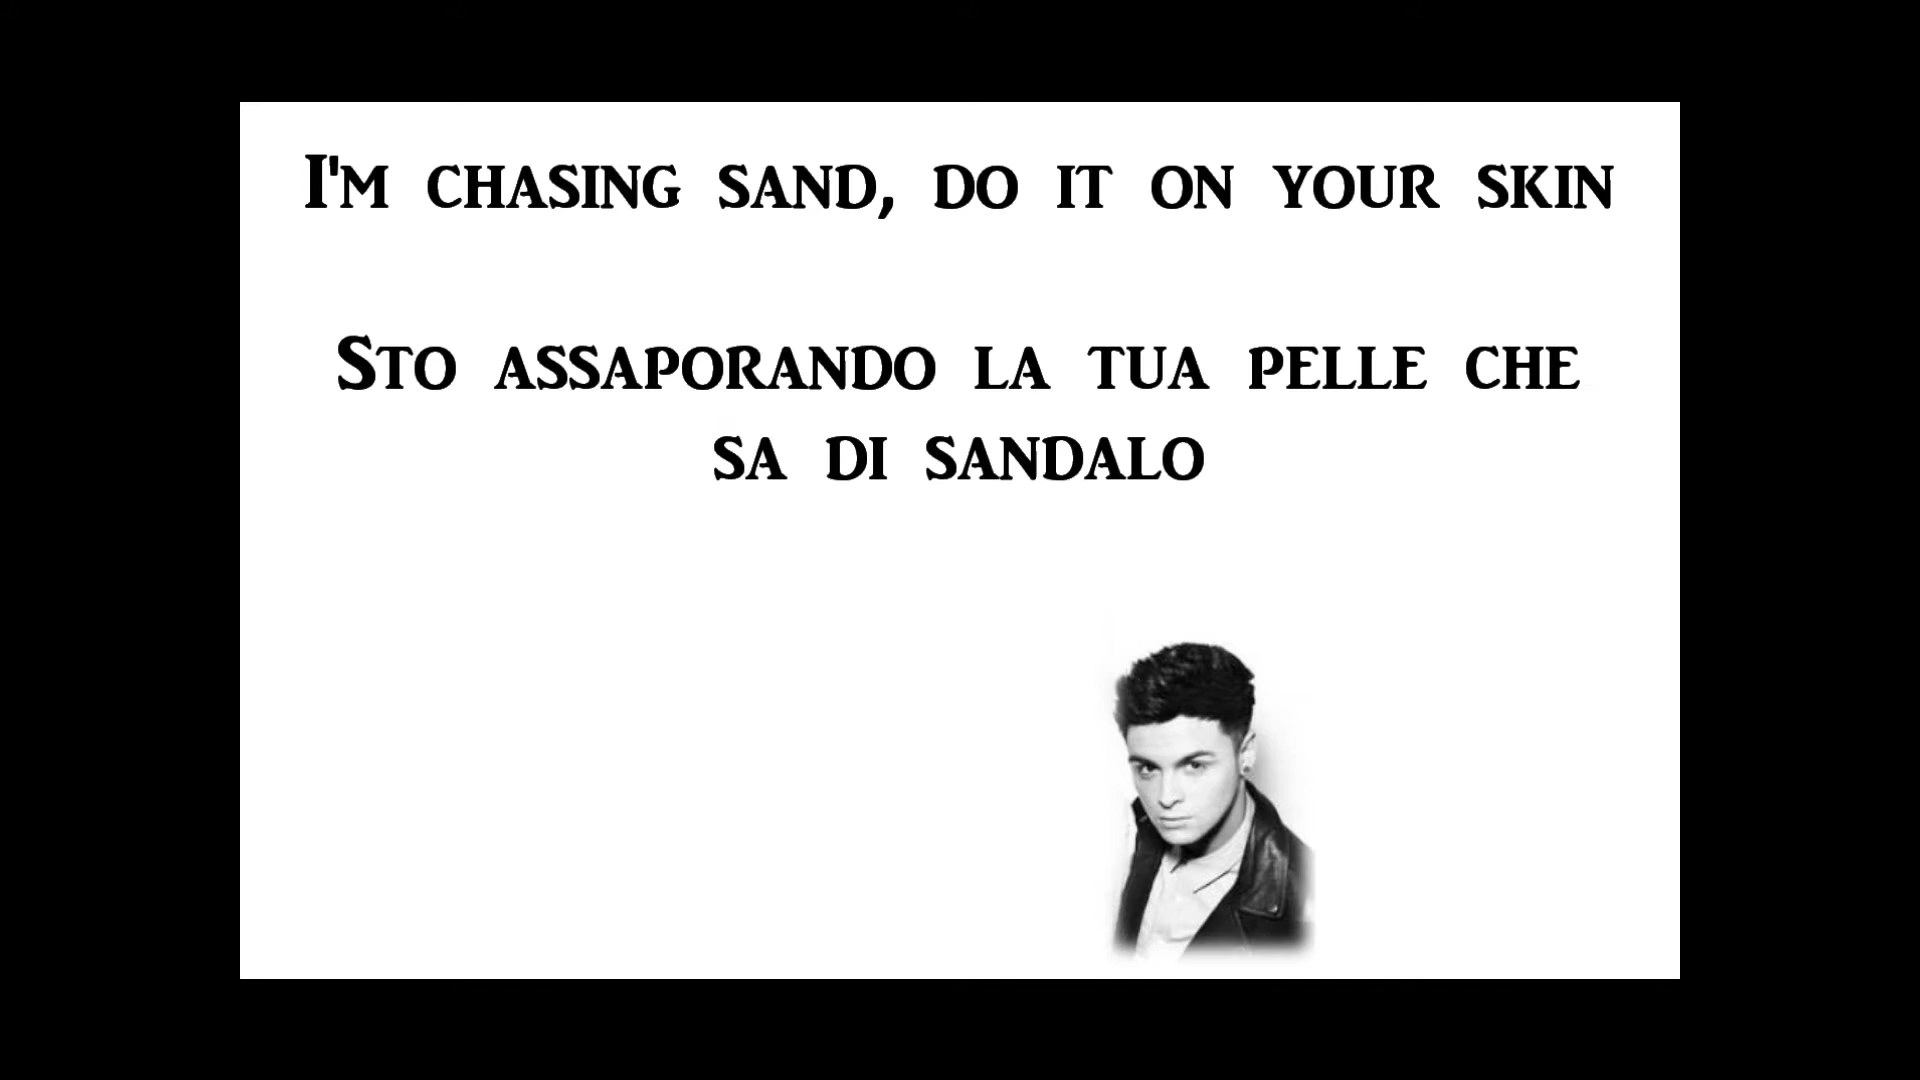 I'm chasing sand, do it on your skin
Sto assaporando la tua pelle che
sa di sandalo